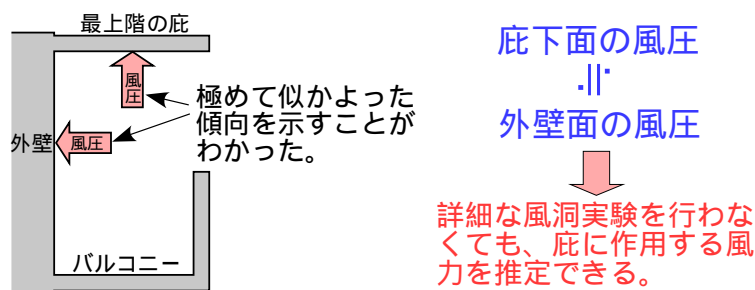 最上階の庇
風圧
外壁
風圧
極めて似かよった
傾向を示すことが
わかった。
バルコニー
庇下面の風圧
≒
外壁面の風圧
詳細な風洞実験を行わな
くても、庇に作用する風
力を推定できる。